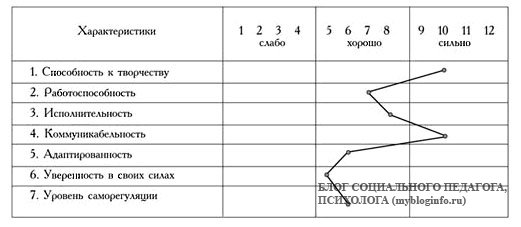 Характеристики 1 2 3 4 5 6 7 8 9 10 11 12
слабо хорошо сильно
1. Способность к творчеству
2. Работоспособность
3. Исполнительность
4. Коммуникабельность
5. Адаптированность
6. Уверенность в своих силах
7. Уровень саморегуляции
БЛОГ СОЦИАЛЬНОГО ПЕДАГОГА,
ПСИХОЛОГА (mybloginfo.ru)